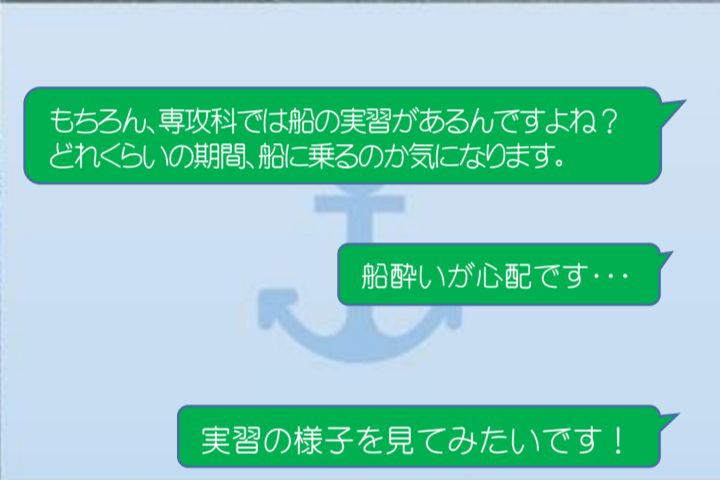 もちろん、専攻科では船の実習があるんですよね？
どれくらいの期間、船に乗るのか気になります。
船酔いが心配です・・・
実習の様子を見てみたいです！